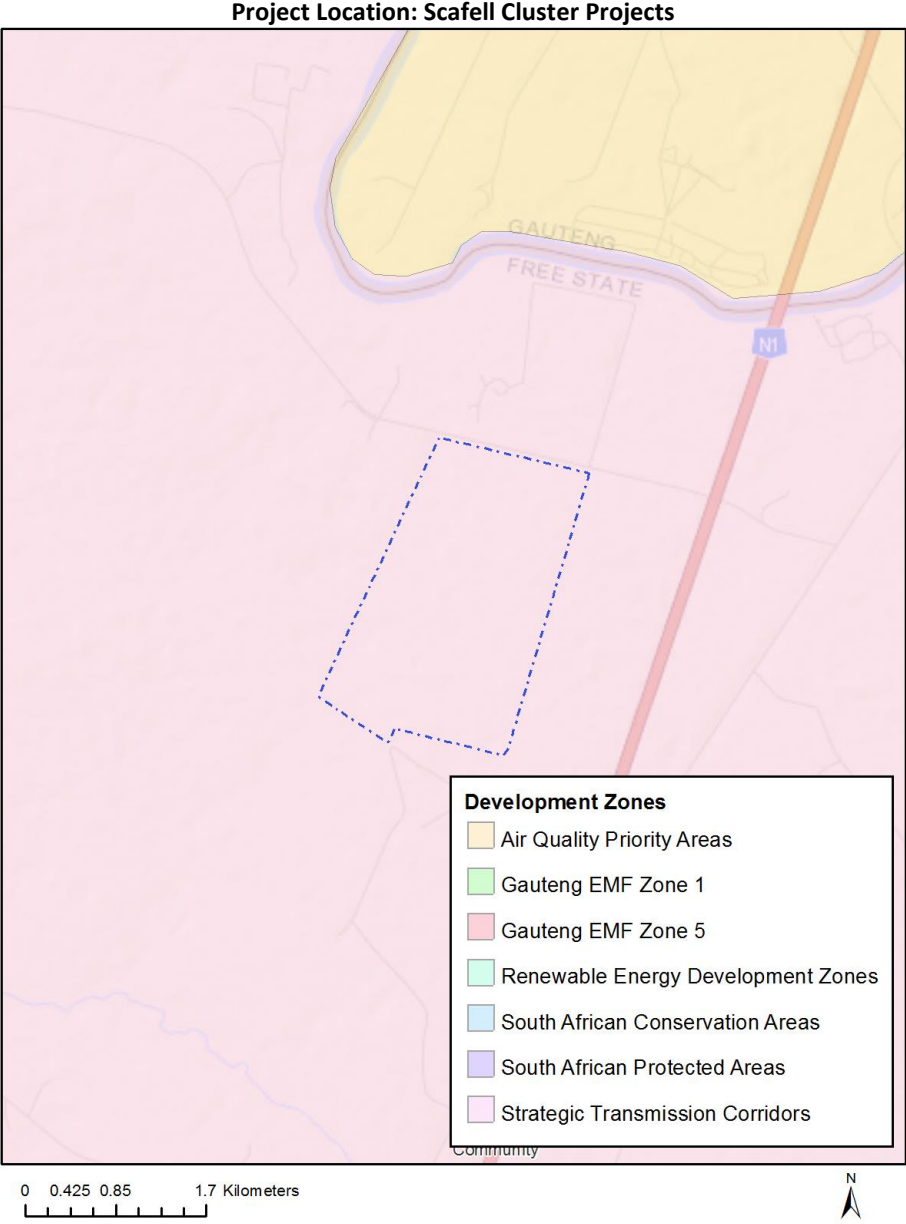 Project Location: Scafell Cluster Projects
GAUTENG
FREE STATE
N1
Development Zones
Air Quality Priority Areas
Gauteng EMF Zone 1
Gauteng EMF Zone 5
Renewable Energy Development Zones
South African Conservation Areas
South African Protected Areas
Strategic Transmission Corridors
Community
0 0.425 0.85 1.7 Kilometers
N